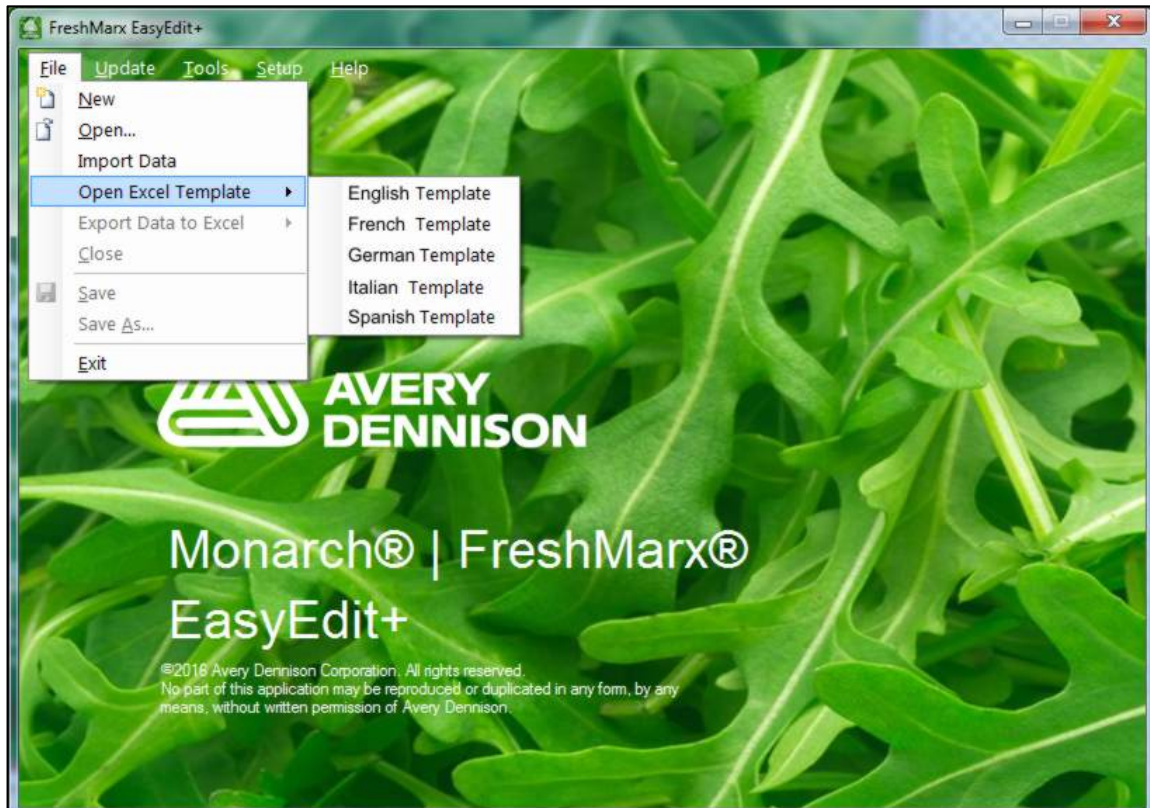 FreshMarx EasyEdit+
File Update Tools Setup Help
New
Open...
Import Data
Open Excel Template
English Template
French Template
German Template
Italian Template
Spanish Template
Export Data to Excel
Close
Save
Save As...
Exit
AVERY
DENNISON
Monarch® | FreshMarx®
EasyEdit+
©2016 Avery Dennison Corporation. All rights reserved.
No part of this application may be reproduced or duplicated in any form, by any
means, without written permission of Avery Dennison.